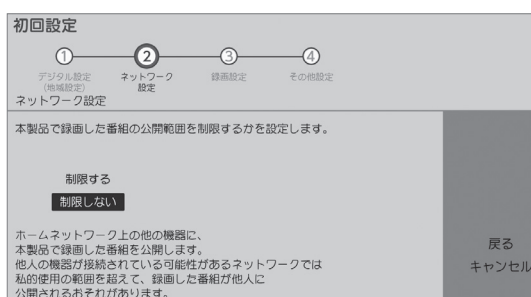 初回設定
1 2 3 4
デジタル設定 ネットワーク 録画設定 その他設定
(地域設定) 設定
ネットワーク設定
本製品で録画した番組の公開範囲を制限するかを設定します。
制限する
制限しない
ホームネットワーク上の他の機器に、
本製品で録画した番組を公開します。
他人の機器が接続されている可能性があるネットワークでは
私的使用の範囲を超えて、録画した番組が他人に
公開されるおそれがあります。
戻る
キャンセル